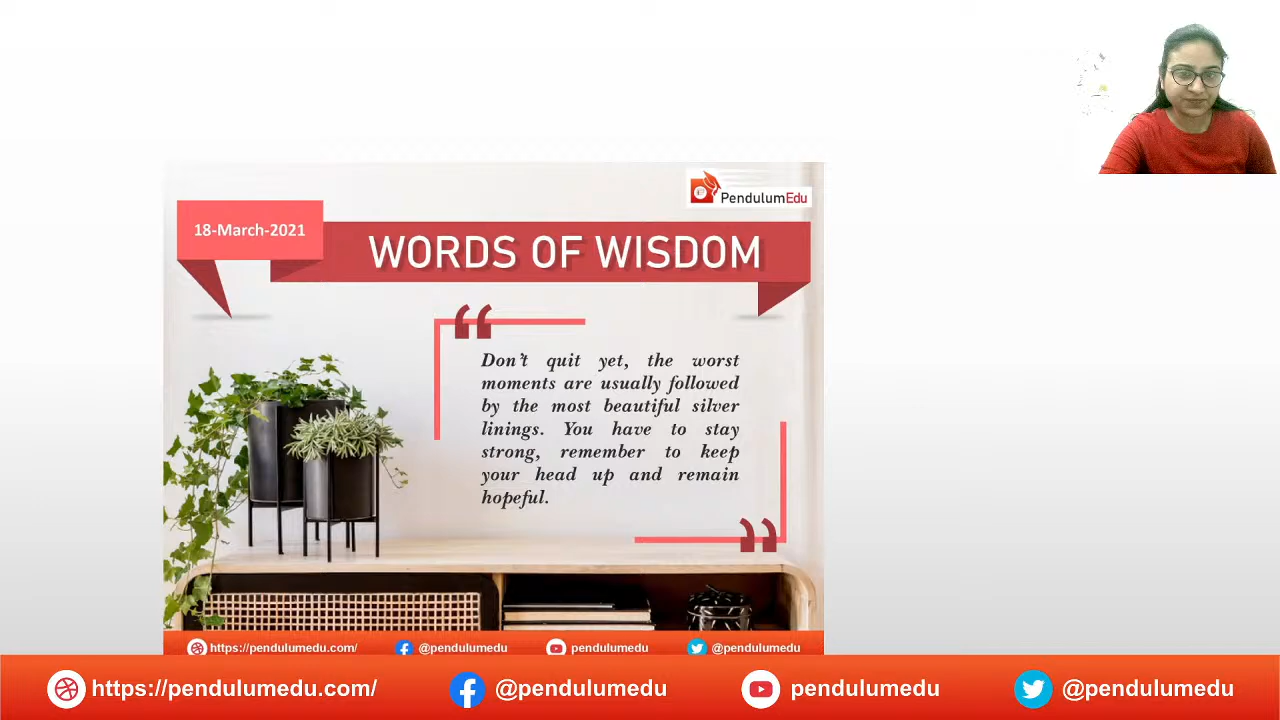 PendulumEdu
18-March-2021
WORDS OF WISDOM
“
Don't quit yet, the worst
moments are usually followed
by the most beautiful silver
linings. You have to stay
strong, remember to keep
your head up and remain
hopeful.
”
https://pendulumedu.com/ @pendulumedu pendulumedu @pendulumedu
https://pendulumedu.com/ @pendulumedu pendulumedu @pendulumedu